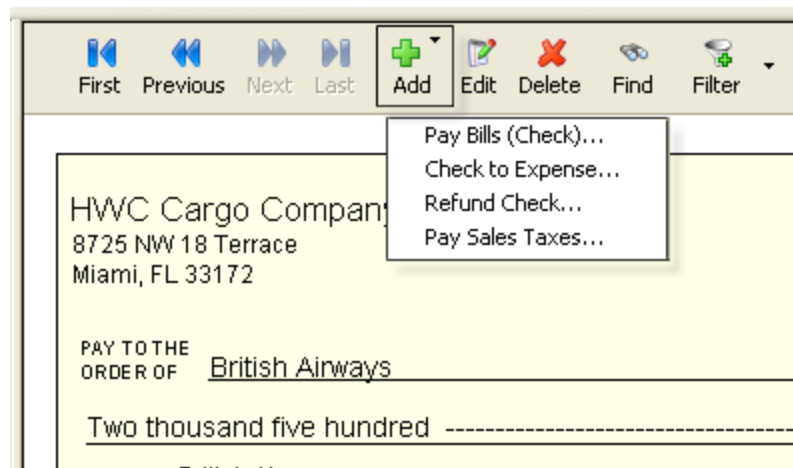 First Previous Next Last Add Edit Delete Find Filter
Pay Bills (Check)...
Check to Expense...
Refund Check...
Pay Sales Taxes...
HWC Cargo Company
8725 NW 18 Terrace
Miami, FL 33172
PAY TO THE
ORDER OF British Airways
Two thousand five hundred --------------------------------------